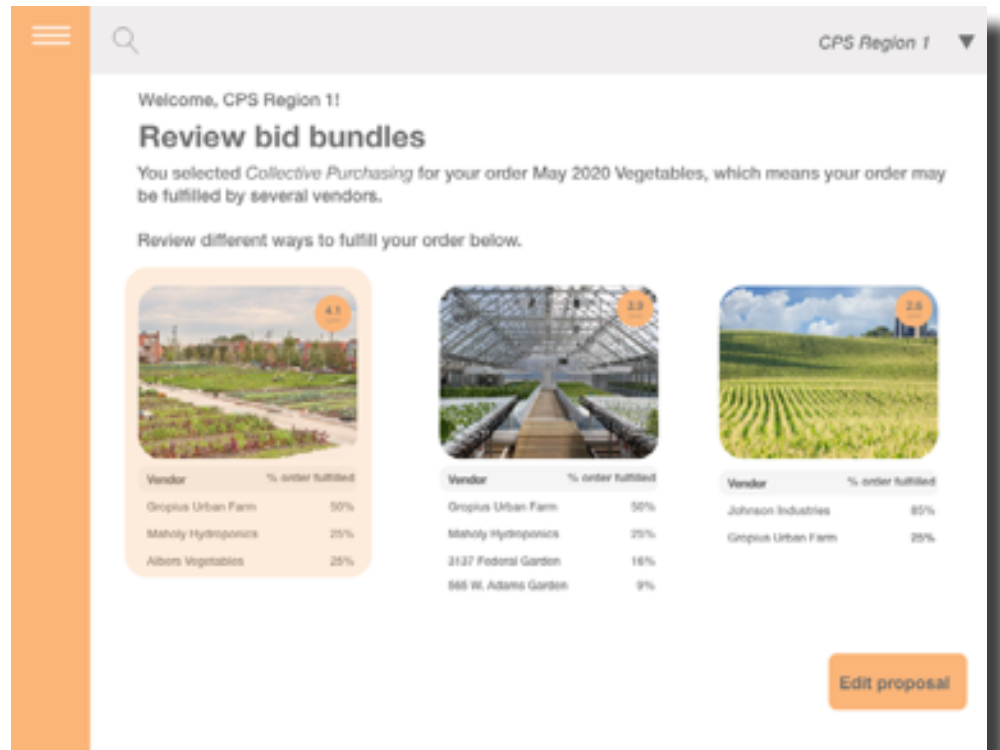 CPS Region 1
Welcome, CPS Region 1!
Review bid bundles
You selected Collective Purchasing for your order May 2020 Vegetables, which means your order may
be fulfilled by several vendors.
Review different ways to fulfill your order below.
4.1
3.9
2.6
Vendor % order fulfilled
Gropius Urban Farm 50%
Maholy Hydroponics 25%
Albers Vegetables 25%
Vendor % order fulfilled
Gropius Urban Farm 50%
Maholy Hydroponics 25%
3137 Federal Garden 16%
565 W. Adams Garden 9%
Vendor % order fulfilled
Johnson Industries 85%
Gropius Urban Farm 25%
Edit proposal